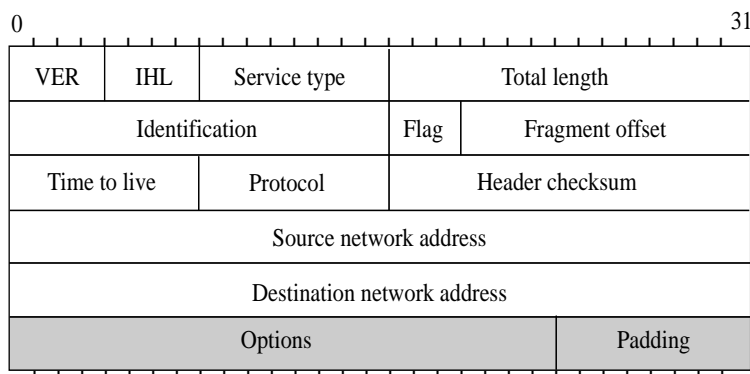 0 31
VER IHL Service type Total length
Identification Flag Fragment offset
Time to live Protocol Header checksum
Source network address
Destination network address
Options Padding